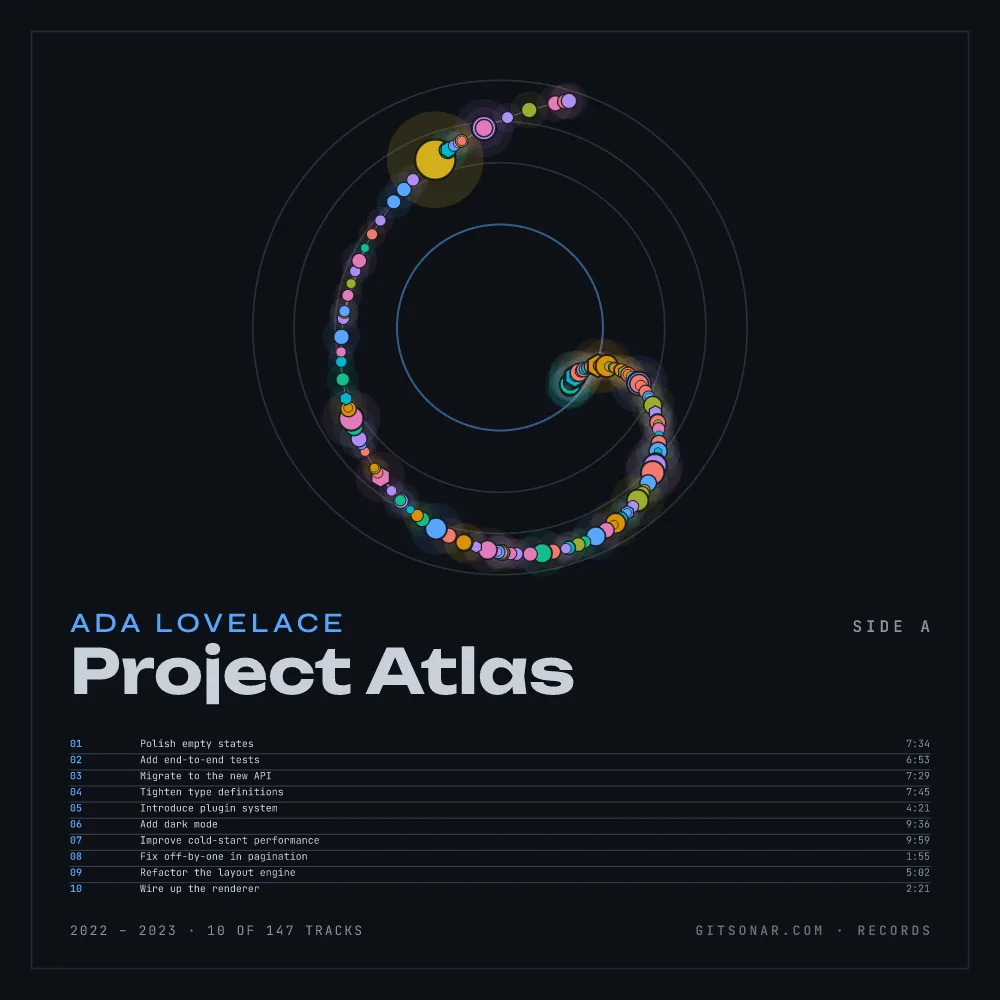 ADA LOVELACE
SIDE A
Project Atlas
01 Polish empty states 7:34
02 Add end-to-end tests 6:53
03 Migrate to the new API 7:29
04 Tighten type definitions 7:45
05 Introduce plugin system 4:21
06 Add dark mode 9:36
07 Improve cold-start performance 9:59
08 Fix off-by-one in pagination 1:55
09 Refactor the layout engine 5:02
10 Wire up the renderer 2:21
2022 – 2023 · 10 OF 147 TRACKS
GITSONAR.COM · RECORDS